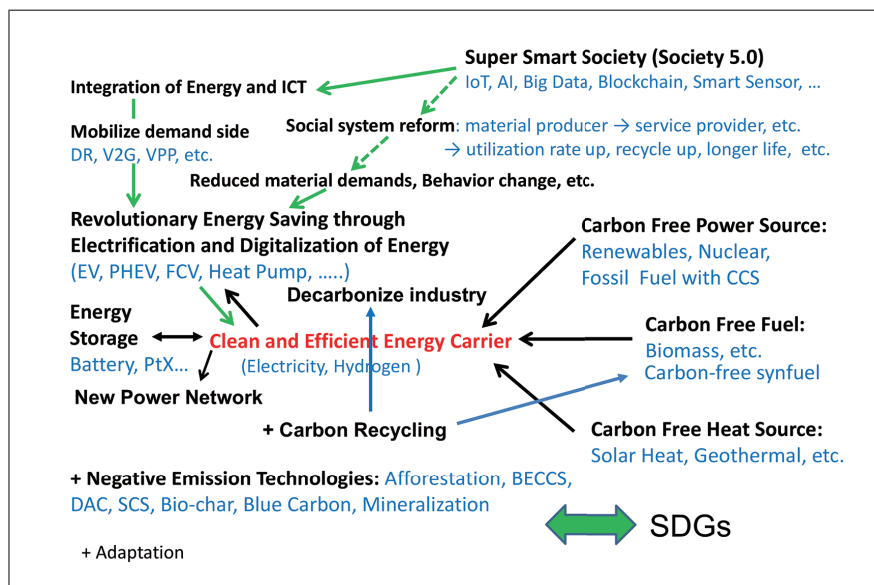 Super Smart Society (Society 5.0)
IoT, AI, Big Data, Blockchain, Smart Sensor, ...
Integration of Energy and ICT
Mobilize demand side
DR, V2G, VPP, etc.
Social system reform: material producer → service provider, etc.
→ utilization rate up, recycle up, longer life, etc.
Reduced material demands, Behavior change, etc.
Revolutionary Energy Saving through
Electrification and Digitalization of Energy
(EV, PHEV, FCV, Heat Pump, .....)
Carbon Free Power Source:
Renewables, Nuclear,
Fossil Fuel with CCS
Decarbonize industry
Energy
Storage
Battery, PtX...
Clean and Efficient Energy Carrier
(Electricity, Hydrogen )
Carbon Free Fuel:
Biomass, etc.
Carbon-free synfuel
New Power Network
+ Carbon Recycling
Carbon Free Heat Source:
Solar Heat, Geothermal, etc.
+ Negative Emission Technologies: Afforestation, BECCS,
DAC, SCS, Bio-char, Blue Carbon, Mineralization
SDGs
+ Adaptation